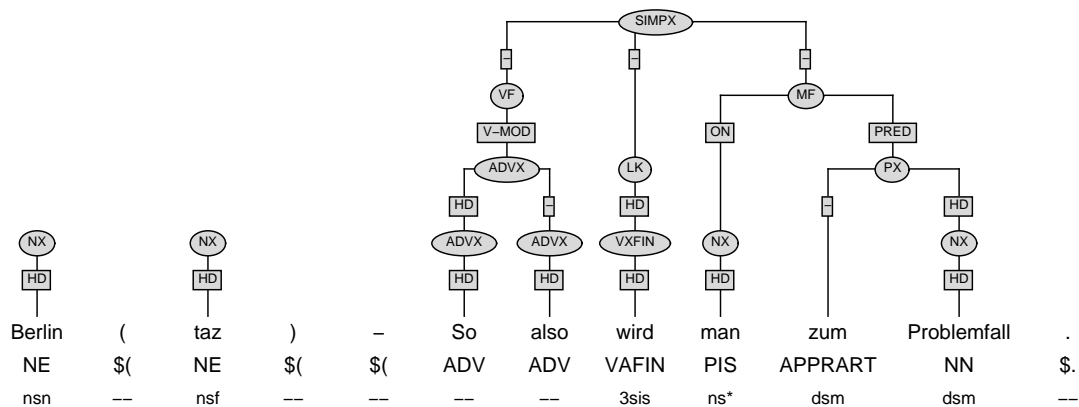 SIMPX
– – –
VF MF
V–MOD ON PRED
ADVX LK PX
HD – HD – HD
NX NX ADVX ADVX VXFIN NX NX
HD HD HD HD HD HD HD
Berlin ( taz ) – So also wird man zum Problemfall .
NE $( NE $( $( ADV ADV VAFIN PIS APPRART NN $.
nsn –– nsf –– –– –– –– 3sis ns* dsm dsm ––